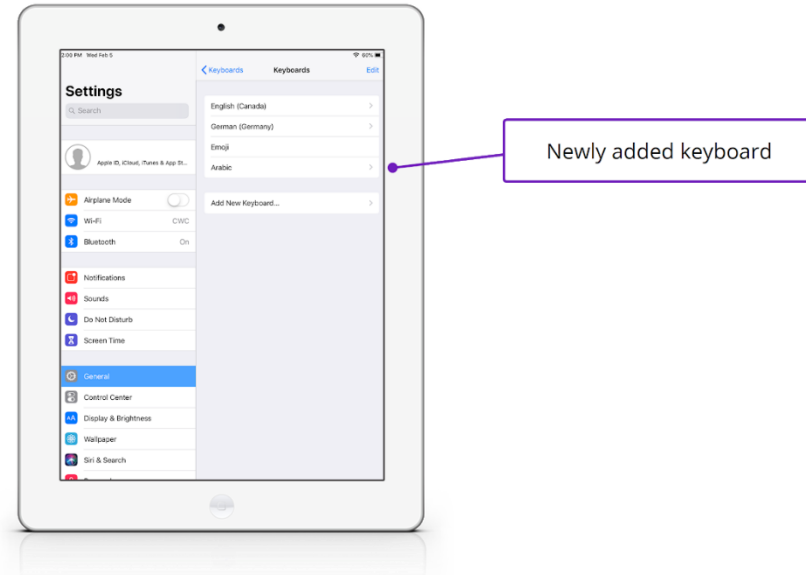 2:00 PM Wed Feb 5
60%
Settings
Search
Apple ID, iCloud, iTunes & App St...
Airplane Mode
Wi-Fi CWC
Bluetooth On
Notifications
Sounds
Do Not Disturb
Screen Time
General
Control Center
Display & Brightness
Wallpaper
Siri & Search
Keyboards Keyboards Edit
English (Canada)
German (Germany)
Emoji
Arabic
Add New Keyboard...
Newly added keyboard